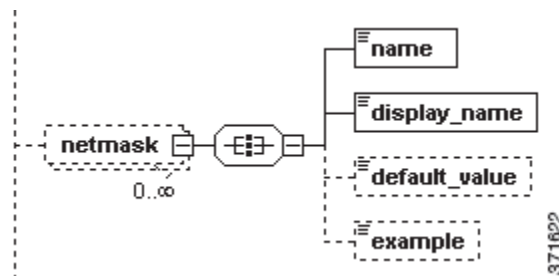 name
display_name
netmask
0..∞
default_value
example
371622